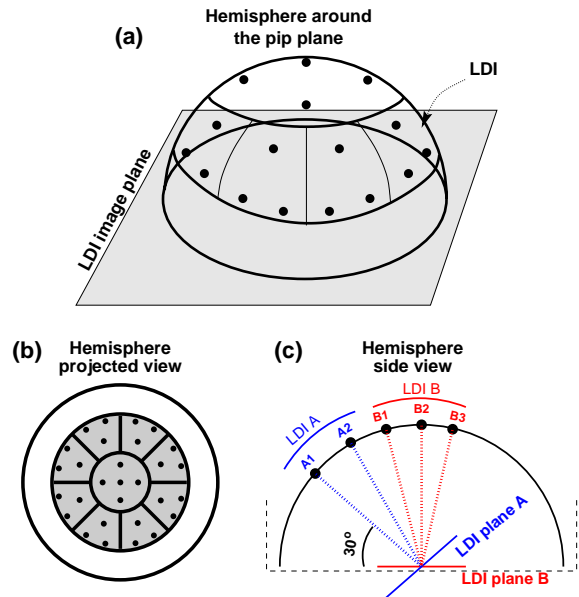 Hemisphere around
the pip plane
(a)
LDI
LDI image plane
(b)
Hemisphere
projected view
(c)
Hemisphere
side view
LDI B
LDI A
B1
B2
B3
A2
A1
30°
LDI plane A
LDI plane B